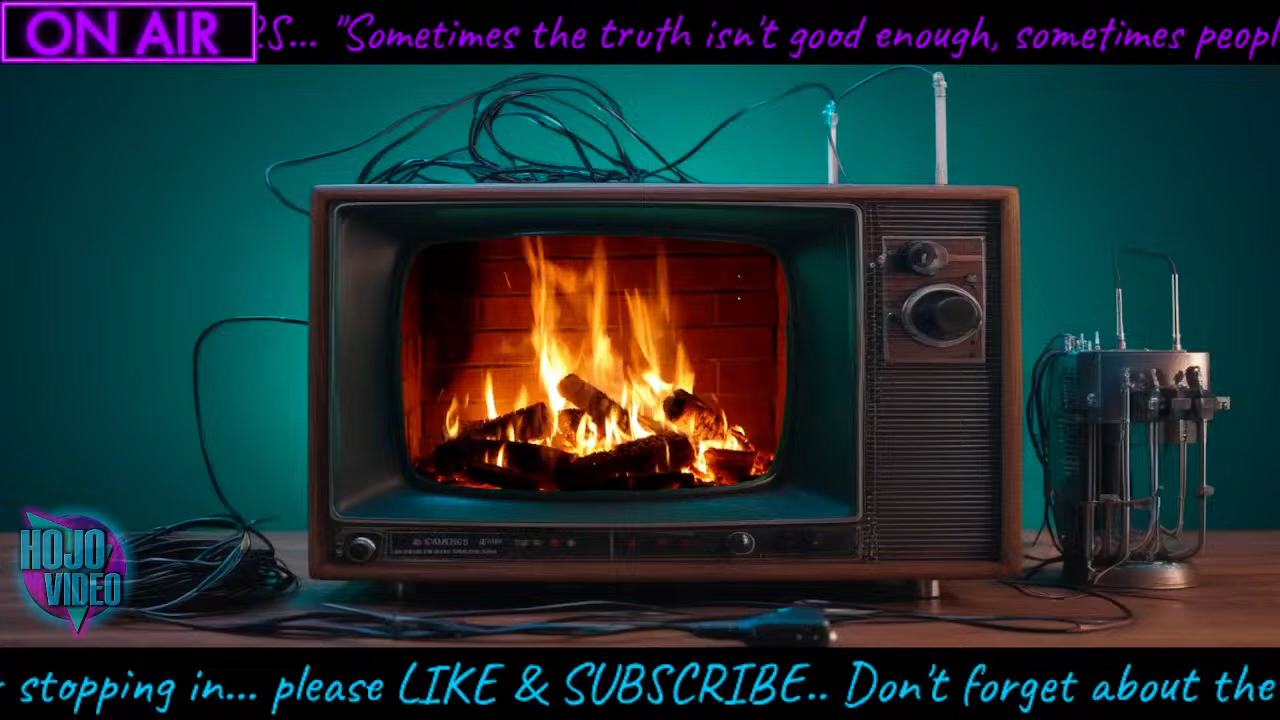 ON AIR
RS... "Sometimes the truth isn't good enough, sometimes peopl
HOJO
VIDEO
stopping in... please LIKE & SUBSCRIBE.. Don't forget about the